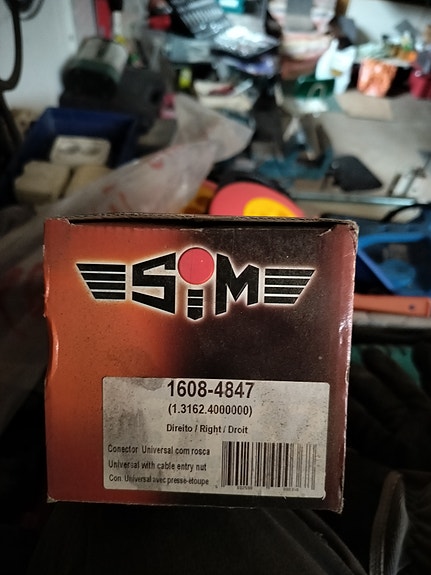 SiM
1608-4847
(1.3162.4000000)
Direito / Right / Droit
Conector Universal com rosca
Universal with cable entry nut
Con. Universal avec presse-étoupe